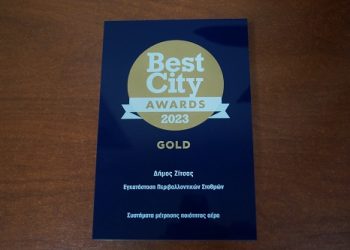 Best
City
AWARDS
2023
GOLD
Δήμος Ζίτσας
Εγκατάσταση Περιβαλλοντικών Σταθμών
Συστήματα μέτρησης ποιότητας αέρα